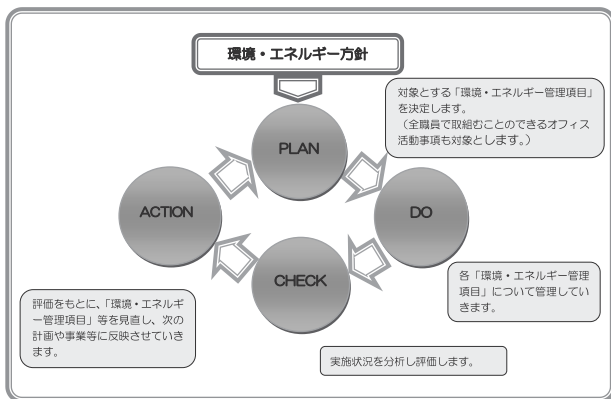 環境・エネルギー方針
対象とする「環境・エネルギー管理項目」
を決定します。
（全職員で取組むことのできるオフィス
活動事項も対象とします。）
PLAN
ACTION
DO
CHECK
各「環境・エネルギー管理
項目」について管理してい
きます。
評価をもとに、「環境・エネルギ
ー管理項目」等を見直し、次の
計画や事業等に反映させていき
ます。
実施状況を分析し評価します。